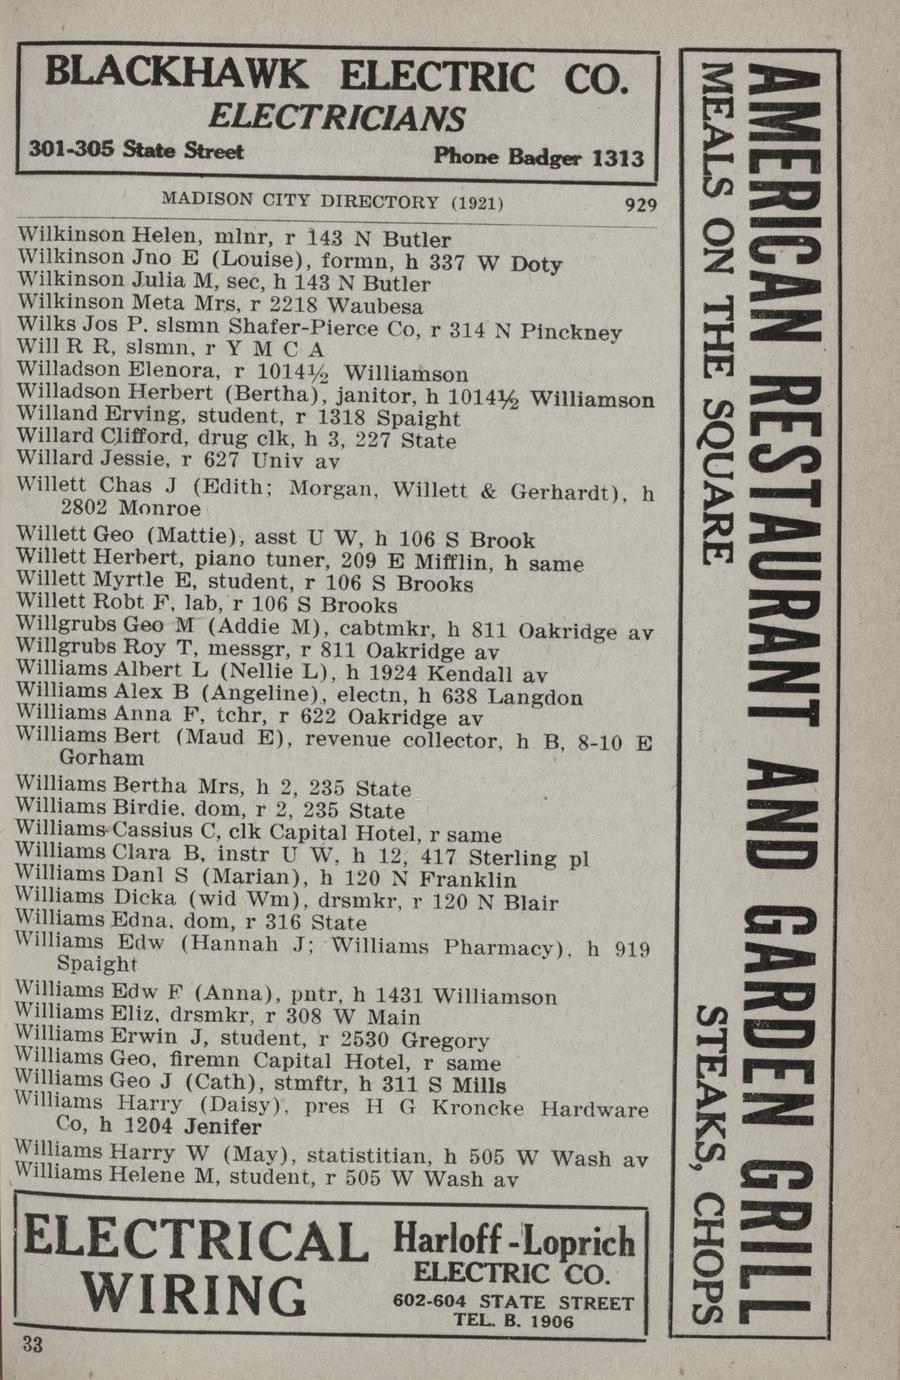 BLACKHAWK ELECTRIC CO.
ELECTRICIANS
301-305 State Street Phone Badger 1313
MADISON CITY DIRECTORY (1921) 929
Wilkinson Helen, mlnr, r 143 N Butler
Wilkinson Jno E (Louise), formn, h 337 W Doty
Wilkinson Julia M, sec, h 143 N Butler
Wilkinson Meta Mrs, r 2218 Waubesa
Wilks Jos P. slsmn Shafer-Pierce Co, r 314 N Pinckney
Will R R, slsmn, r Y M C A
Willadson Elenora, r 1014½ Williamson
Willadson Herbert (Bertha), janitor, h 1014½ Williamson
Willand Erving, student, r 1318 Spaight
Willard Clifford, drug clk, h 3, 227 State
Willard Jessie, r 627 Univ av
Willett Chas J (Edith; Morgan, Willett & Gerhardt), h
2802 Monroe
Willett Geo (Mattie), asst U W, h 106 S Brook
Willett Herbert, piano tuner, 209 E Mifflin, h same
Willett Myrtle E, student, r 106 S Brooks
Willett Robt F, lab, r 106 S Brooks
Willgrubs Geo M (Addie M), cabtmkr, h 811 Oakridge av
Willgrubs Roy T, messgr, r 811 Oakridge av
Williams Albert L (Nellie L), h 1924 Kendall av
Williams Alex B (Angeline), electn, h 638 Langdon
Williams Anna F, tchr, r 622 Oakridge av
Williams Bert (Maud E), revenue collector, h B, 8-10 E
Gorham
Williams Bertha Mrs, h 2, 235 State
Williams Birdie, dom, r 2, 235 State
Williams Cassius C, clk Capital Hotel, r same
Williams Clara B, instr U W, h 12, 417 Sterling pl
Williams Danl S (Marian), h 120 N Franklin
Williams Dicka (wid Wm), drsmkr, r 120 N Blair
Williams Edna, dom, r 316 State
Williams Edw (Hannah J; Williams Pharmacy), h 919
Spaight
Williams Edw F (Anna), pntr, h 1431 Williamson
Williams Eliz, drsmkr, r 308 W Main
Williams Erwin J, student, r 2530 Gregory
Williams Geo, firemn Capital Hotel, r same
Williams Geo J (Cath), stmftr, h 311 S Mills
Williams Harry (Daisy), pres H G Kroncke Hardware
Co, h 1204 Jenifer
Williams Harry W (May), statistitian, h 505 W Wash av
Williams Helene M, student, r 505 W Wash av
ELECTRICAL
WIRING
Harloff-Loprich
ELECTRIC CO.
602-604 STATE STREET
TEL. B. 1906
33
AMERICAN RESTAURANT AND GARDEN GRILL
MEALS ON THE SQUARE STEAKS, CHOPS